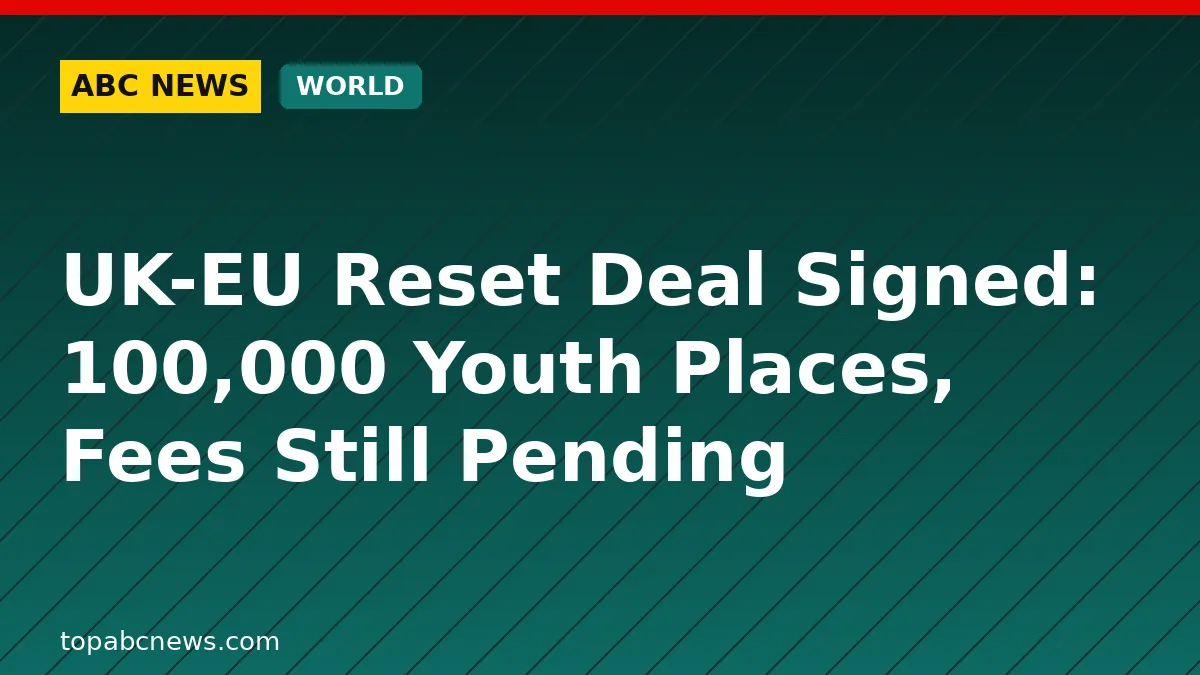 ABC NEWS WORLD
UK-EU Reset Deal Signed:
100,000 Youth Places,
Fees Still Pending
topabcnews.com